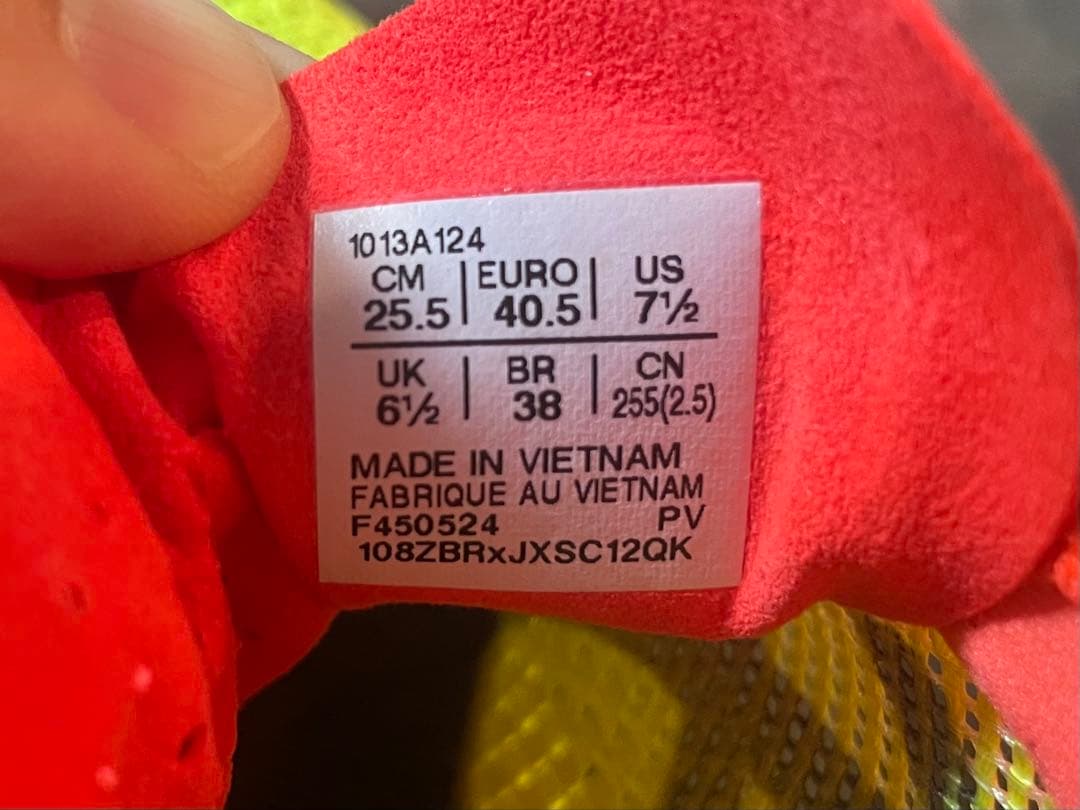 1013A124
CM | EURO | US
25.5 | 40.5 | 7½
UK | BR | CN
6½ | 38 | 255(2.5)
MADE IN VIETNAM
FABRIQUE AU VIETNAM
F450524 PV
108ZBRxJXSC12QK